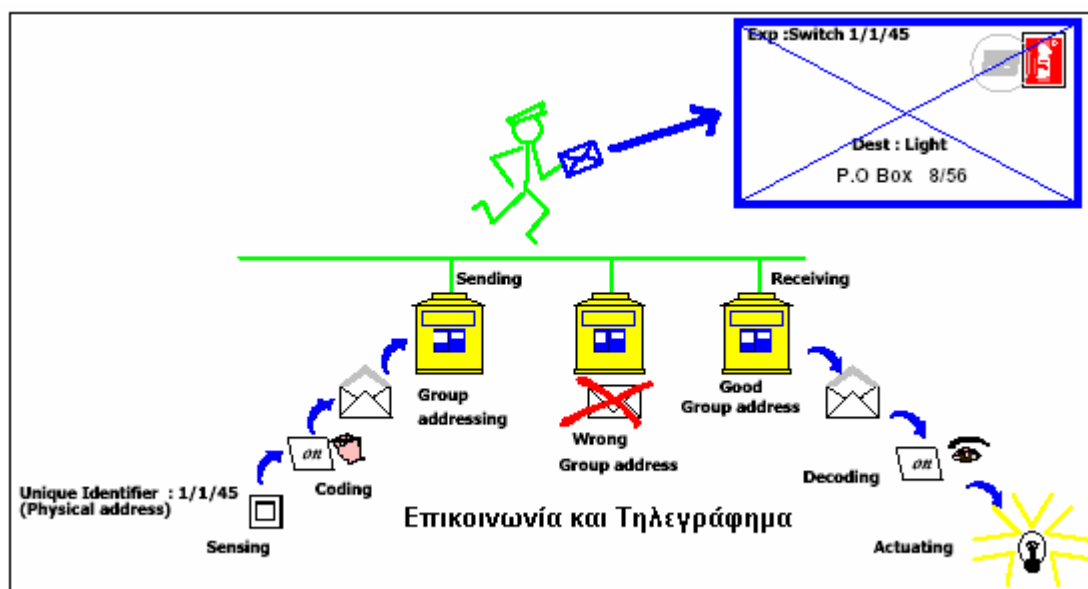 Exp :Switch 1/1/45
Dest : Light
P.O Box 8/56
Sending
Receiving
Group
addressing
Good
Group address
Wrong
Group address
on
Coding
Decoding
on
Unique Identifier : 1/1/45
(Physical address)
Sensing
Επικοινωνία και Τηλεγράφημα
Actuating